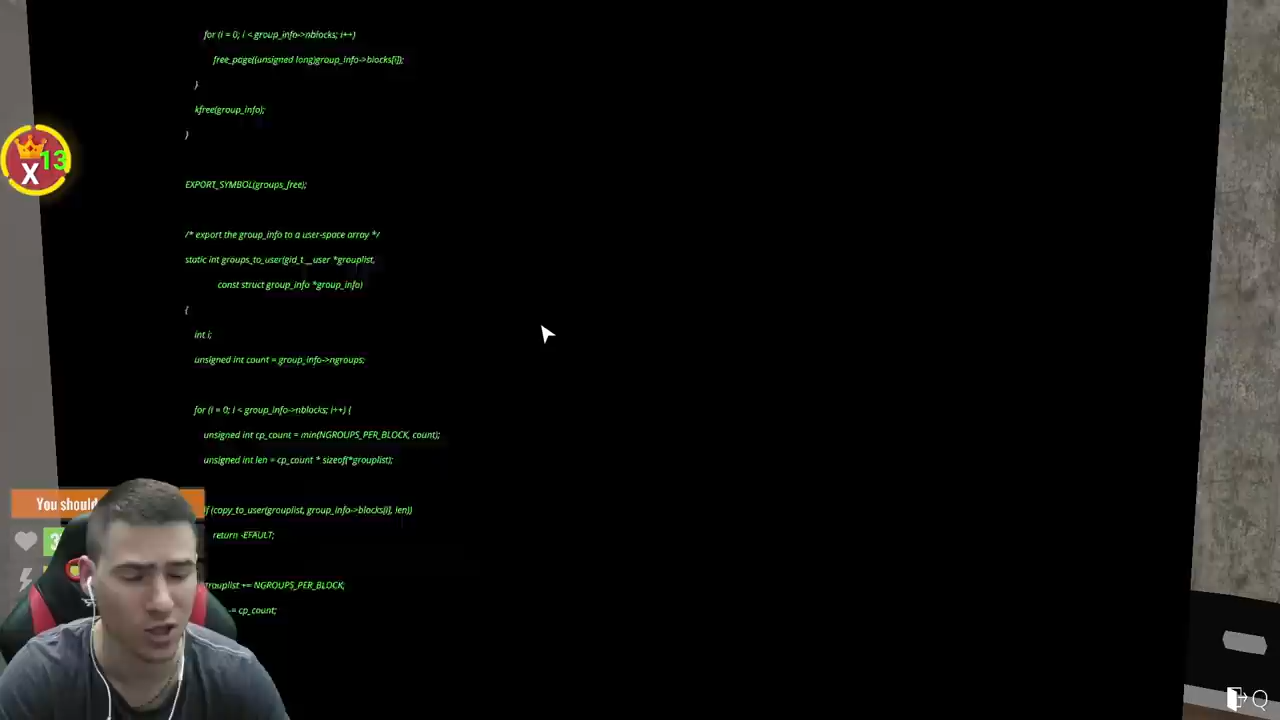 for (i = 0; i < group_info->nblocks; i++)
free_page((unsigned long)group_info->blocks[i]);
}
kfree(group_info);
}
EXPORT_SYMBOL(groups_free);
/* export the group_info to a user-space array */
static int groups_to_user(gid_t __user *grouplist,
const struct group_info *group_info)
{
int i;
unsigned int count = group_info->ngroups;
for (i = 0; i < group_info->nblocks; i++) {
unsigned int cp_count = min(NGROUPS_PER_BLOCK, count);
unsigned int len = cp_count * sizeof(*grouplist);
(copy_to_user(grouplist, group_info->blocks[i], len))
return -EFAULT;
+= NGROUPS_PER_BLOCK;
-= cp_count;
13
X
You should
Q